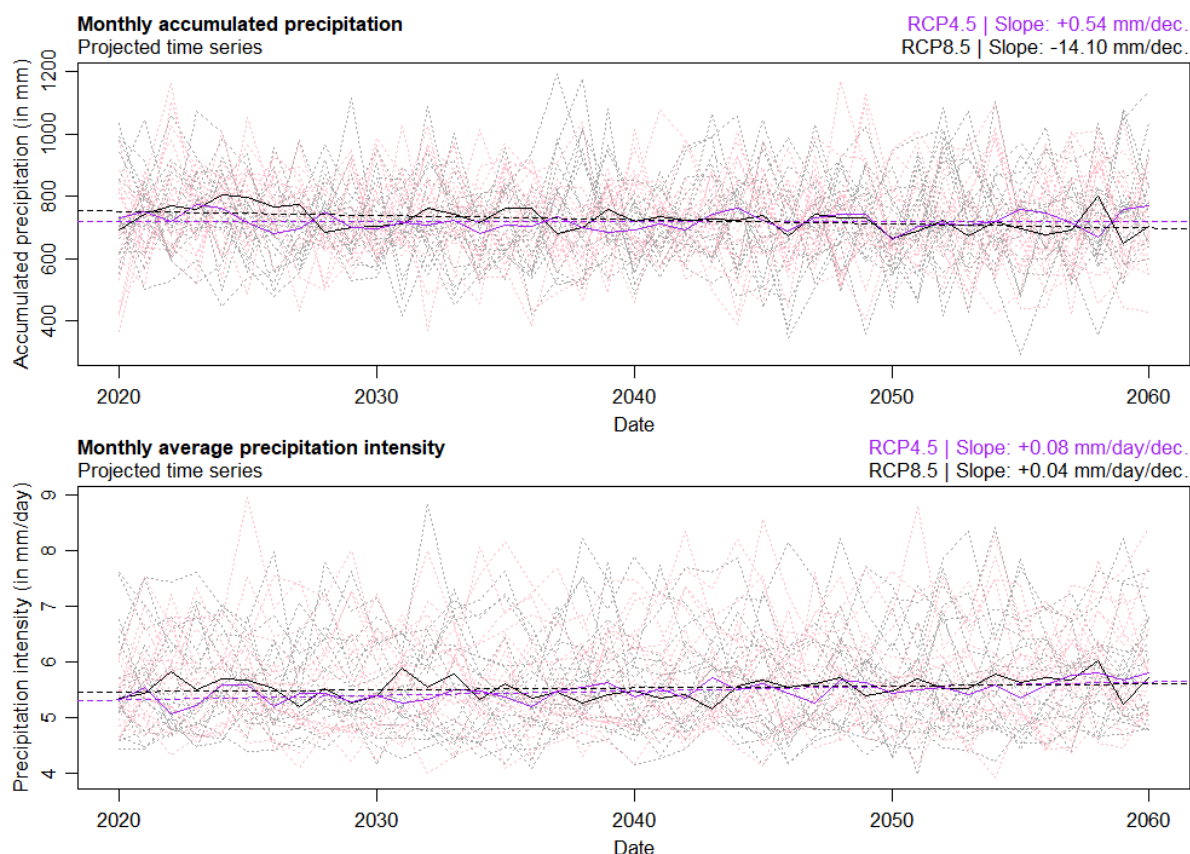 Monthly accumulated precipitation
RCP4.5 | Slope: +0.54 mm/dec.
Projected time series
RCP8.5 | Slope: -14.10 mm/dec.
Accumulated precipitation (in mm)
1200
1000
800
600
400
2020
2030
2040
2050
2060
Date
Monthly average precipitation intensity
RCP4.5 | Slope: +0.08 mm/day/dec.
Projected time series
RCP8.5 | Slope: +0.04 mm/day/dec.
Precipitation intensity (in mm/day)
9
8
7
6
5
4
2020
2030
2040
2050
2060
Date